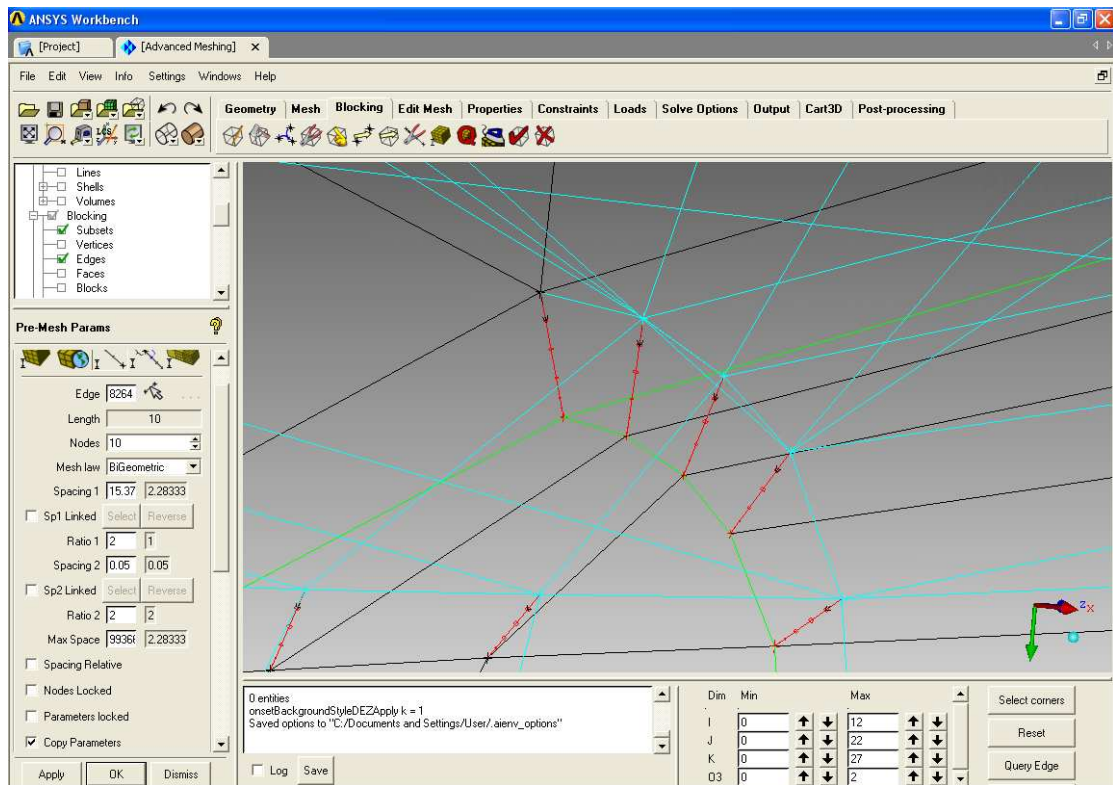 ANSYS Workbench
[Project] [Advanced Meshing] X
File Edit View Info Settings Windows Help
Geometry Mesh Blocking Edit Mesh Properties Constraints Loads Solve Options Output Cart3D Post-processing
LCS
Lines
Shells
Volumes
Blocking
Subsets
Vertices
Edges
Faces
Blocks
Pre-Mesh Params
Edge 8264 ...
Length 10
Nodes 10
Mesh law BiGeometric
Spacing 1 15.37 2.28333
Sp1 Linked Select Reverse
Ratio 1 2 1
Spacing 2 0.05 0.05
Sp2 Linked Select Reverse
Ratio 2 2 2
Max Space 9936 2.28333
Spacing Relative
Nodes Locked
Parameters locked
Copy Parameters
Apply OK Dismiss
z x
0 entities
onsetBackgroundStyleDEZApply k = 1
Saved options to "C:/Documents and Settings/User/.aienv_options"
Log Save
Dim Min Max
I 0 12
J 0 22
K 0 27
O3 0 2
Select corners
Reset
Query Edge